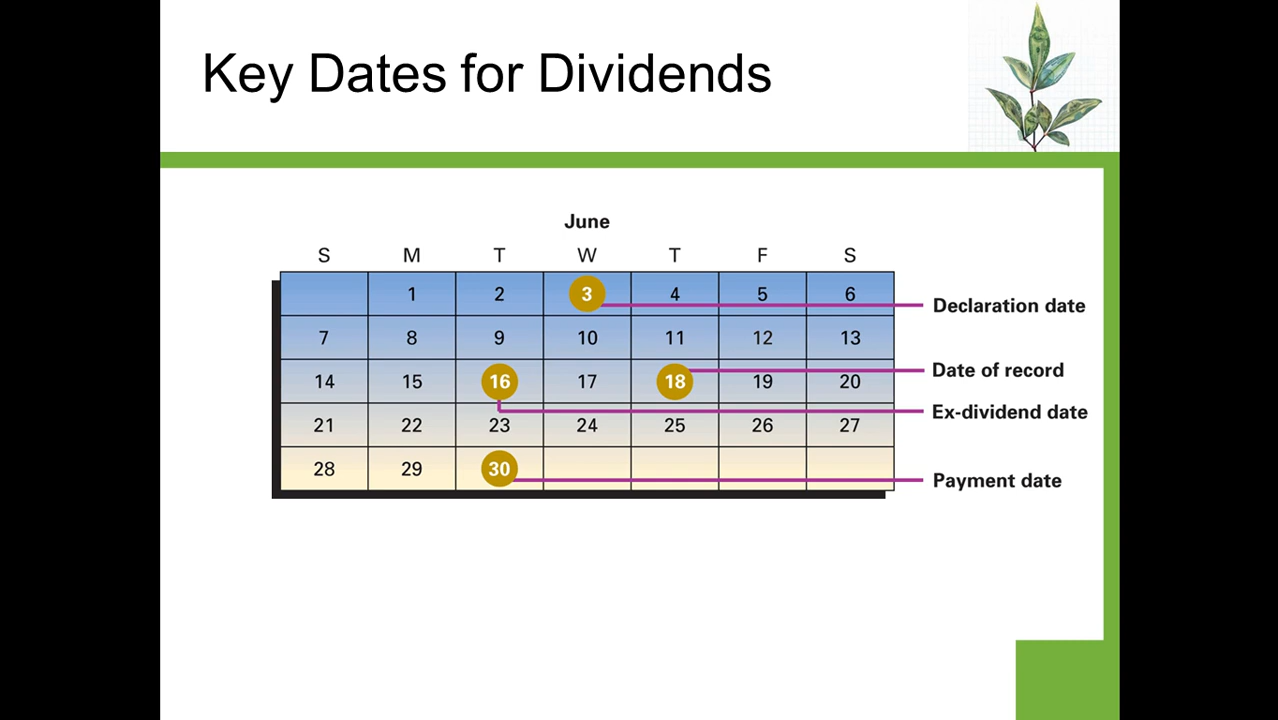 Key Dates for Dividends
June
S M T W T F S
1 2 3 4 5 6
Declaration date
7 8 9 10 11 12 13
14 15 16 17 18 19 20
Date of record
Ex-dividend date
21 22 23 24 25 26 27
28 29 30
Payment date